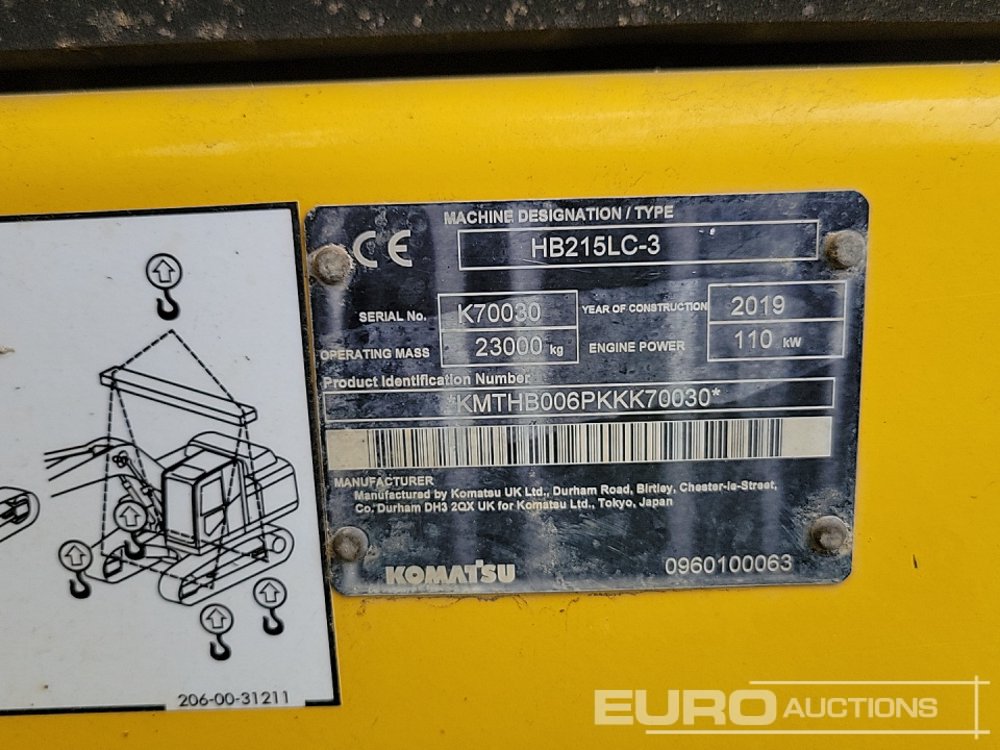 MACHINE DESIGNATION / TYPE
CE
HB215LC-3
SERIAL No.
K70030
YEAR OF CONSTRUCTION
2019
OPERATING MASS
23000 kg
ENGINE POWER
110 kW
Product Identification Number
*KMTHB006PKKK70030*
MANUFACTURER
Manufactured by Komatsu UK Ltd., Durham Road, Birtley, Chester-le-Street,
Co. Durham DH3 2QX UK for Komatsu Ltd., Tokyo, Japan
KOMATSU
0960100063
206-00-31211
EURO AUCTIONS